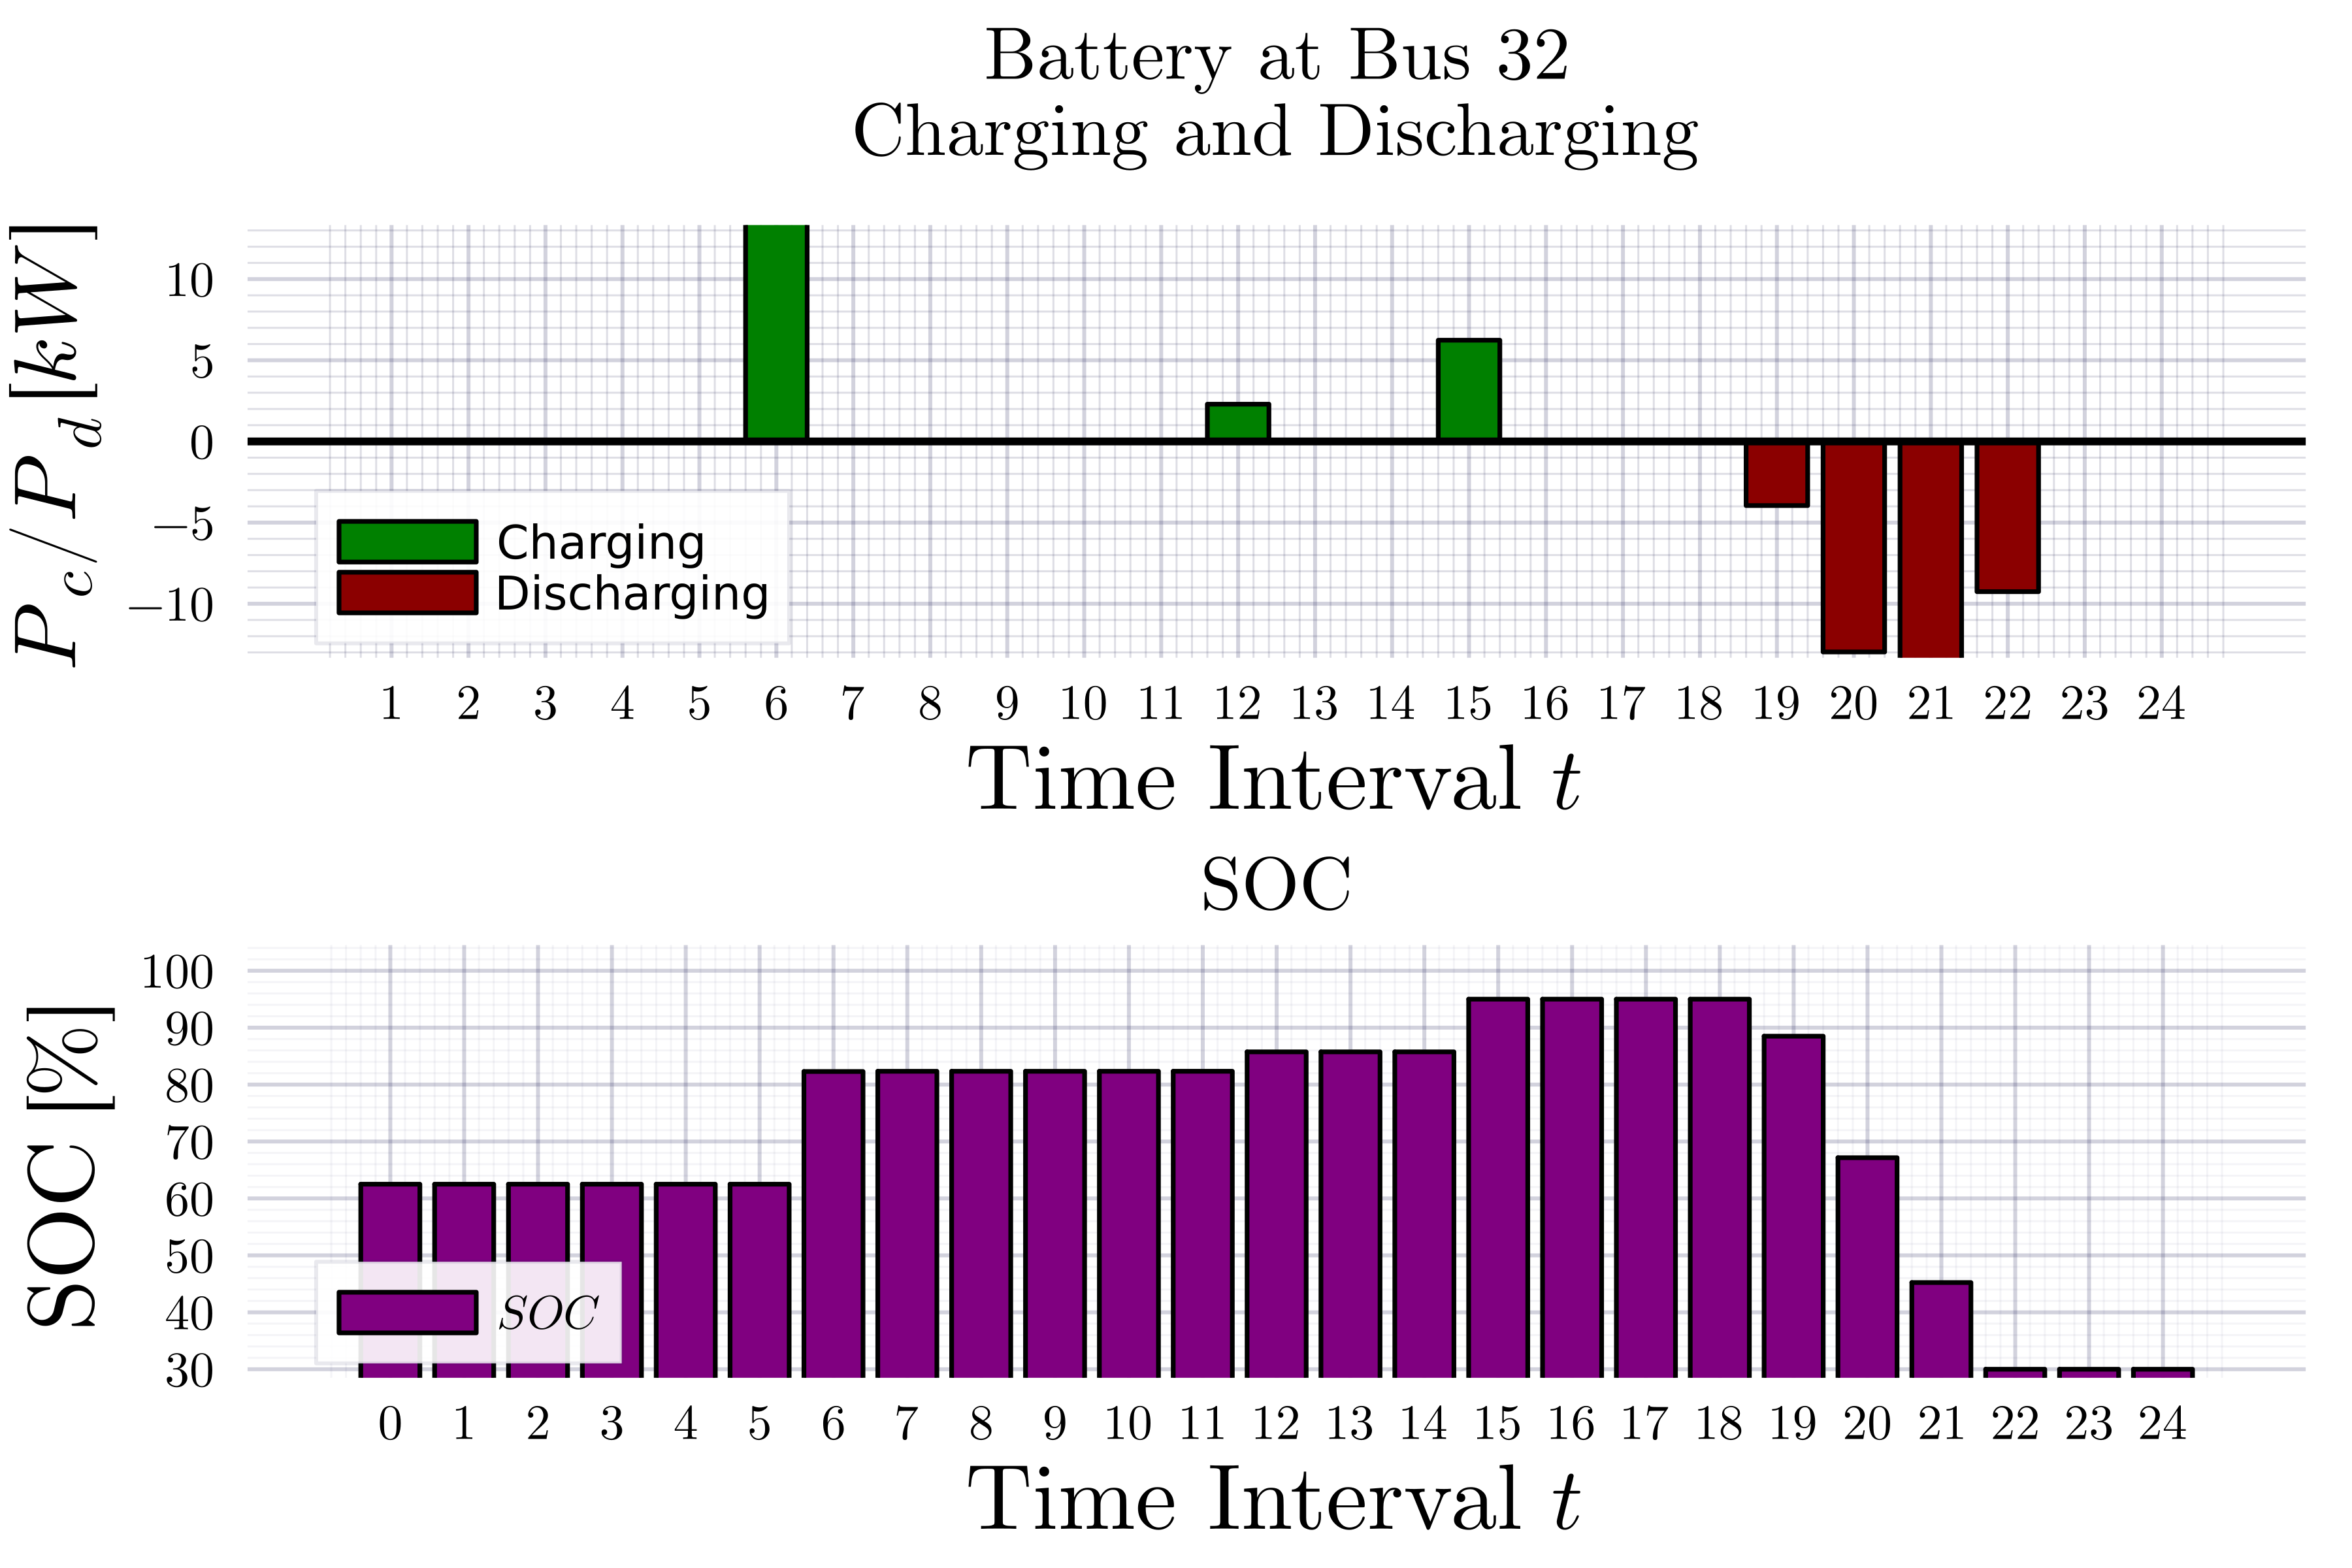 Battery at Bus 32
Charging and Discharging
P_c/P_d [kW]
10
5
0
−5
−10
Charging
Discharging
1 2 3 4 5 6 7 8 9 10 11 12 13 14 15 16 17 18 19 20 21 22 23 24
Time Interval t
SOC
SOC [%]
100
90
80
70
60
50
40
30
SOC
0 1 2 3 4 5 6 7 8 9 10 11 12 13 14 15 16 17 18 19 20 21 22 23 24
Time Interval t